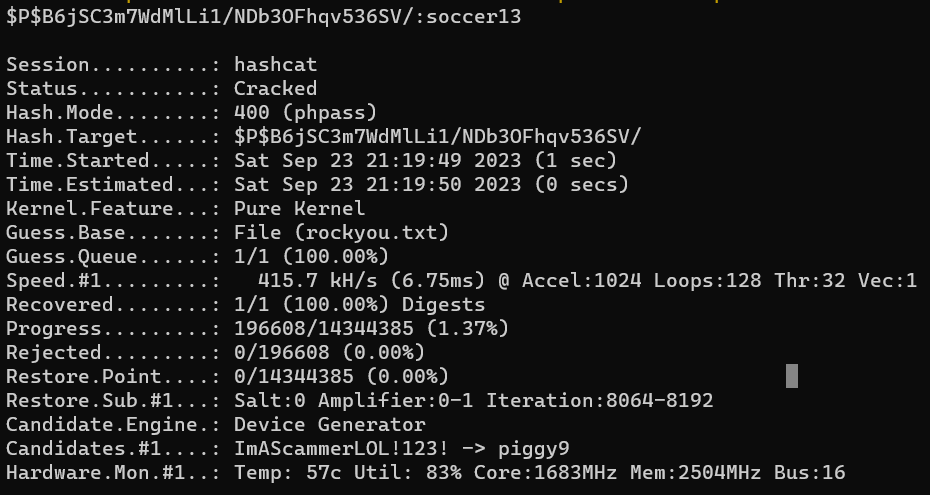 $P$B6jSC3m7WdMlLi1/NDb3OFhqv536SV/:soccer13
Session..........: hashcat
Status...........: Cracked
Hash.Mode........: 400 (phpass)
Hash.Target......: $P$B6jSC3m7WdMlLi1/NDb3OFhqv536SV/
Time.Started.....: Sat Sep 23 21:19:49 2023 (1 sec)
Time.Estimated...: Sat Sep 23 21:19:50 2023 (0 secs)
Kernel.Feature...: Pure Kernel
Guess.Base.......: File (rockyou.txt)
Guess.Queue......: 1/1 (100.00%)
Speed.#1.........:   415.7 kH/s (6.75ms) @ Accel:1024 Loops:128 Thr:32 Vec:1
Recovered........: 1/1 (100.00%) Digests
Progress.........: 196608/14344385 (1.37%)
Rejected.........: 0/196608 (0.00%)
Restore.Point....: 0/14344385 (0.00%)
Restore.Sub.#1...: Salt:0 Amplifier:0-1 Iteration:8064-8192
Candidate.Engine.: Device Generator
Candidates.#1....: ImAScammerLOL!123! -> piggy9
Hardware.Mon.#1..: Temp: 57c Util: 83% Core:1683MHz Mem:2504MHz Bus:16